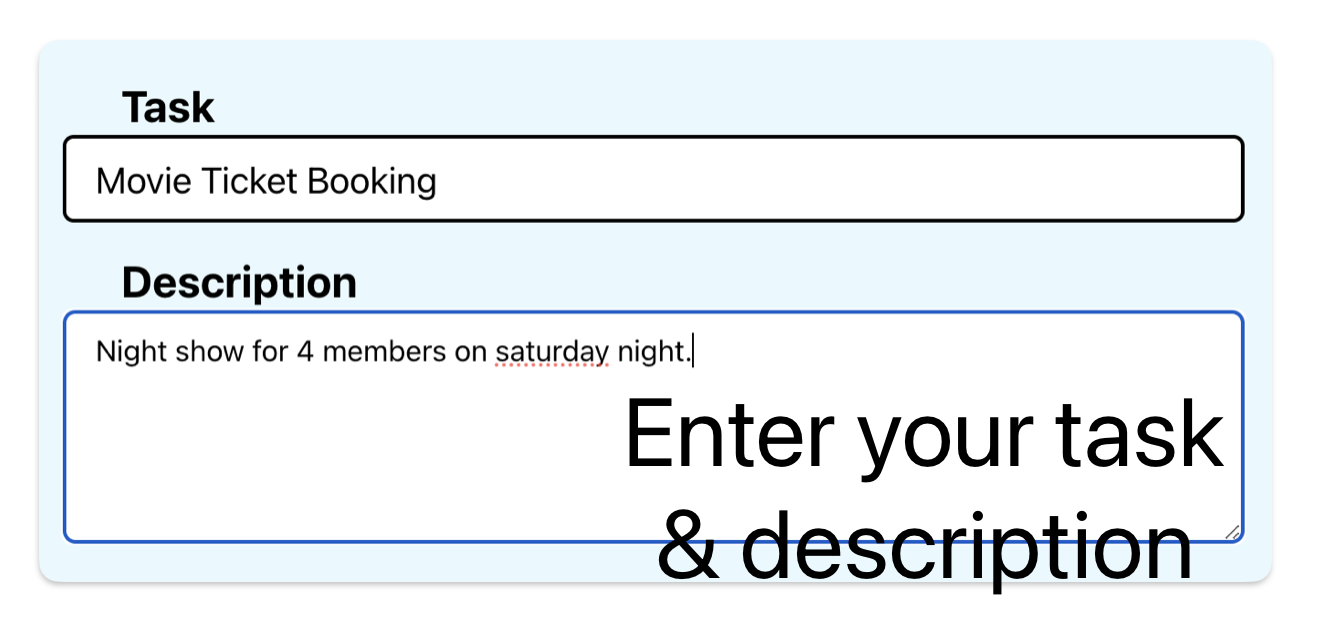 Task
Movie Ticket Booking
Description
Night show for 4 members on saturday night.
Enter your task
& description